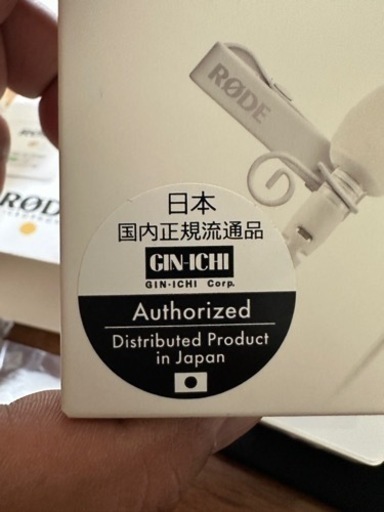 RØDE
RØD
日本
国内正規流通品
GIN-ICHI
GIN-ICHI Corp.
Authorized
Distributed Product
in Japan